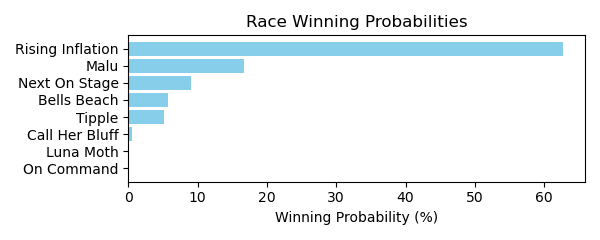 Race Winning Probabilities
Rising Inflation
Malu
Next On Stage
Bells Beach
Tipple
Call Her Bluff
Luna Moth
On Command
0 10 20 30 40 50 60
Winning Probability (%)